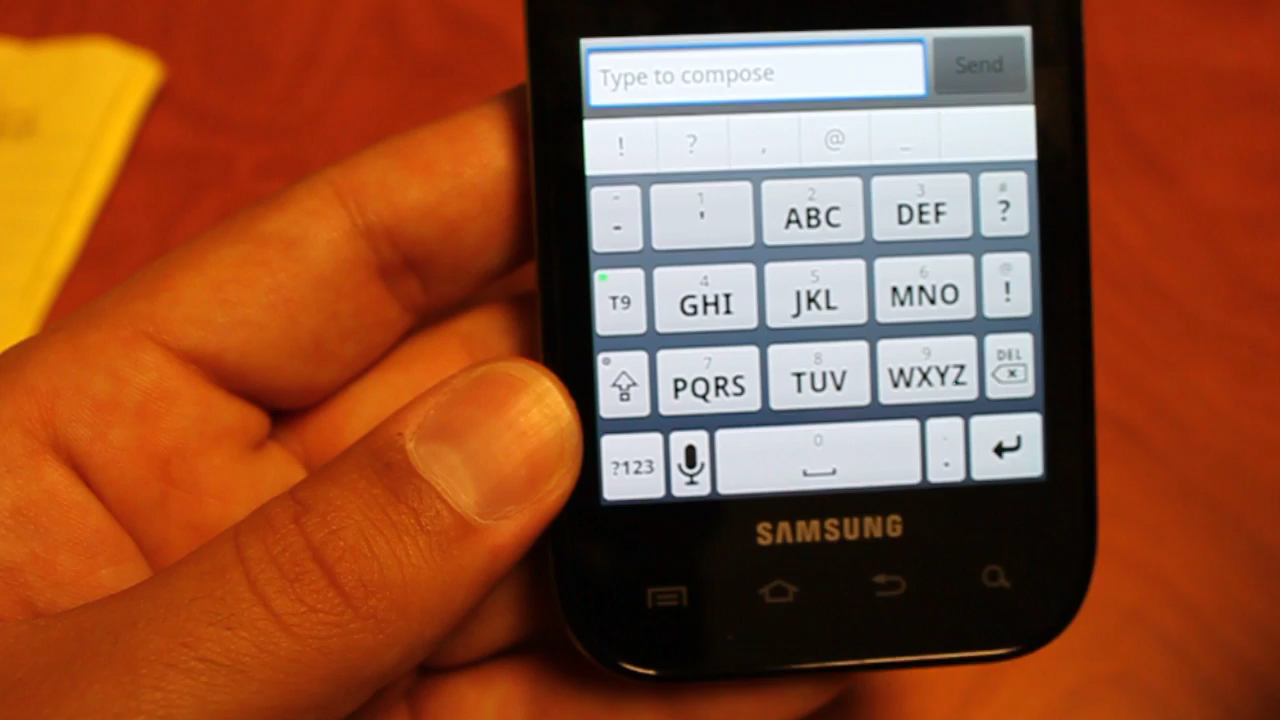 Type to compose Send
! ? , @ _
- 1 ' 2 ABC 3 DEF # ?
T9 4 GHI 5 JKL 6 MNO @ !
7 PQRS 8 TUV 9 WXYZ DEL
?123 0 .
SAMSUNG